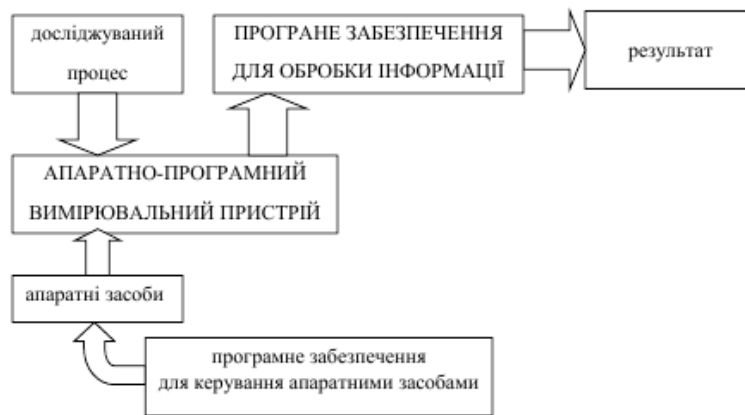 досліджуваний
процес
ПРОГРАНЕ ЗАБЕЗПЕЧЕННЯ
ДЛЯ ОБРОБКИ ІНФОРМАЦІЇ
результат
АПАРАТНО-ПРОГРАМНИЙ
ВИМІРЮВАЛЬНИЙ ПРИСТРІЙ
апаратні засоби
програмне забезпечення
для керування апаратними засобами